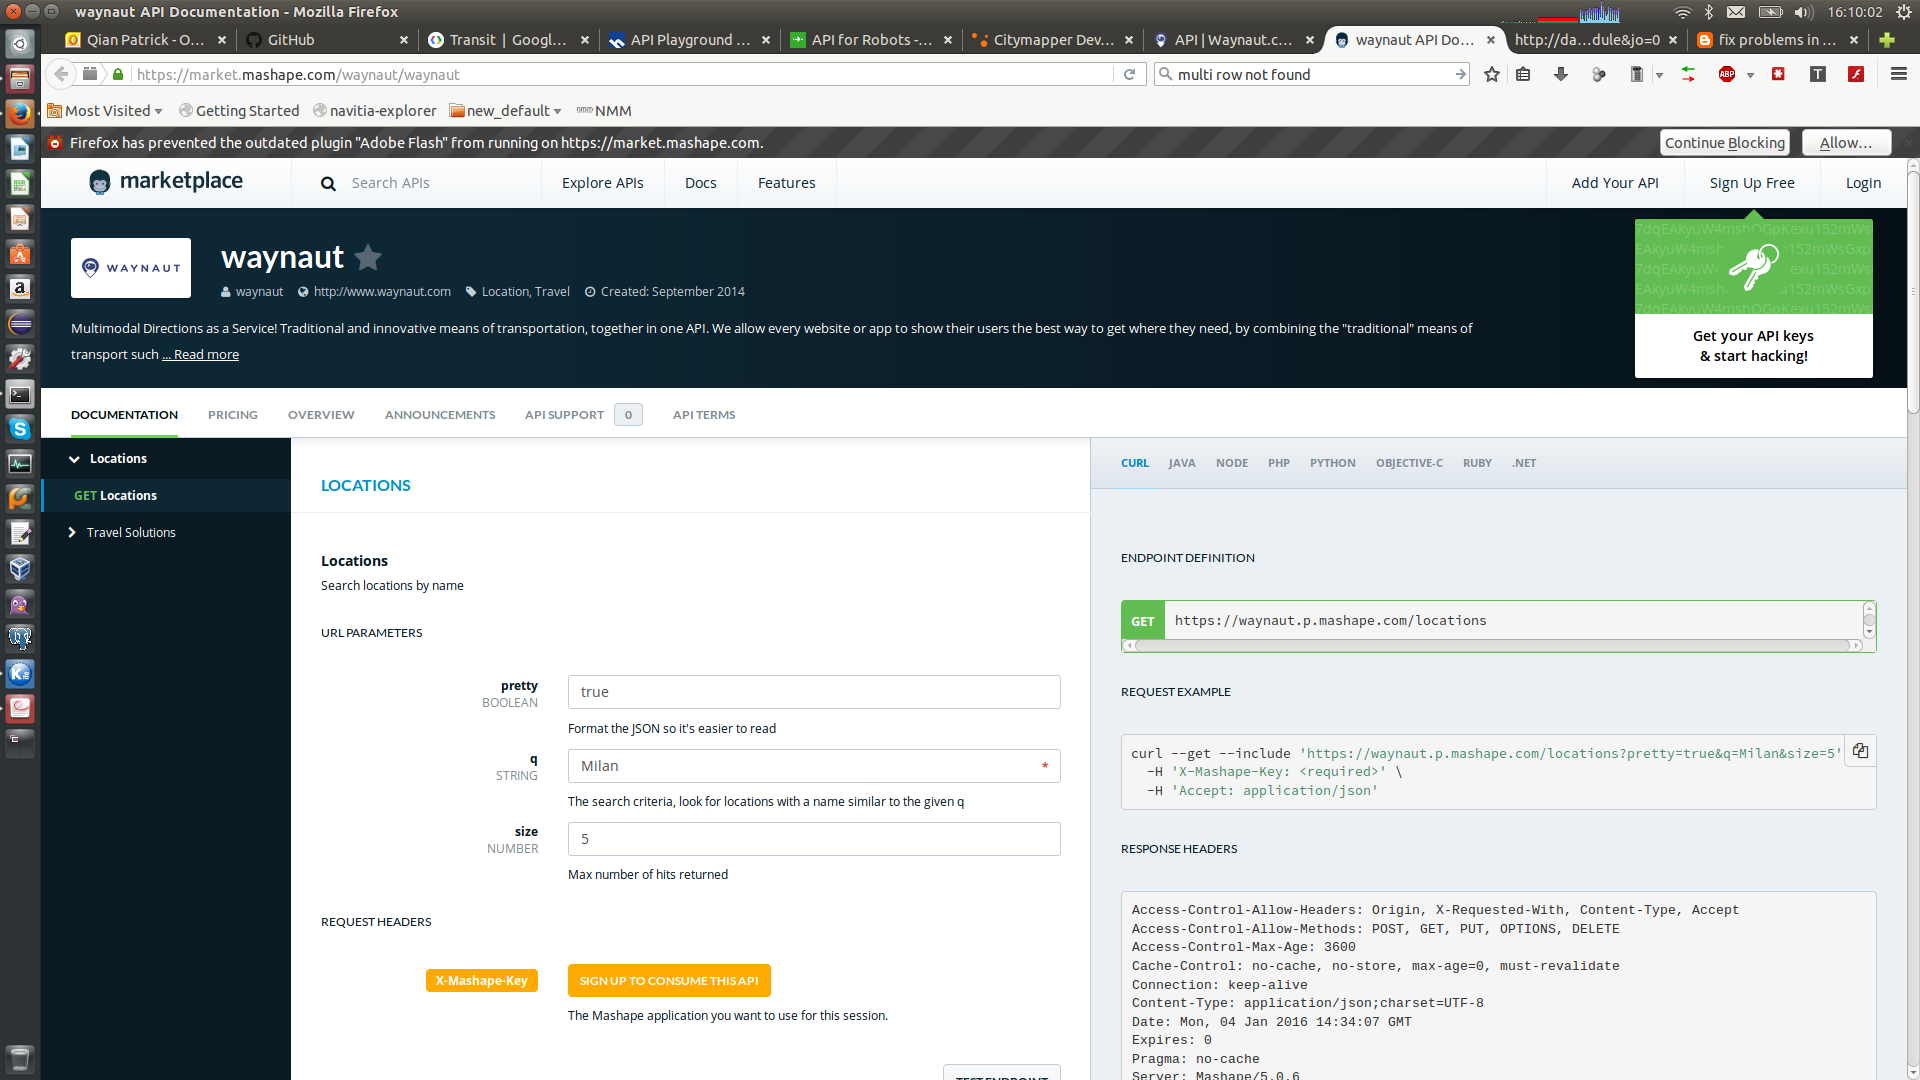 waynaut API Documentation - Mozilla Firefox
16:10:02
Qian Patrick - O...
GitHub
Transit | Googl...
API Playground ...
API for Robots -...
Citymapper Dev...
API | Waynaut.c...
waynaut API Do...
http://da...dule&jo=0
fix problems in ...
https://market.mashape.com/waynaut/waynaut
multi row not found
Most Visited
Getting Started
navitia-explorer
new_default
NMM
Firefox has prevented the outdated plugin "Adobe Flash" from running on https://market.mashape.com.
Continue Blocking
Allow...
marketplace
Search APIs
Explore APIs
Docs
Features
Add Your API
Sign Up Free
Login
WAYNAUT
waynaut
waynaut
http://www.waynaut.com
Location, Travel
Created: September 2014
Multimodal Directions as a Service! Traditional and innovative means of transportation, together in one API. We allow every website or app to show their users the best way to get where they need, by combining the "traditional" means of
transport such ... Read more
Get your API keys
& start hacking!
DOCUMENTATION
PRICING
OVERVIEW
ANNOUNCEMENTS
API SUPPORT
0
API TERMS
Locations
GET Locations
Travel Solutions
LOCATIONS
Locations
Search locations by name
URL PARAMETERS
pretty
BOOLEAN
true
Format the JSON so it's easier to read
q
STRING
Milan
*
The search criteria, look for locations with a name similar to the given q
size
NUMBER
5
Max number of hits returned
REQUEST HEADERS
X-Mashape-Key
SIGN UP TO CONSUME THIS API
The Mashape application you want to use for this session.
TEST ENDPOINT
CURL
JAVA
NODE
PHP
PYTHON
OBJECTIVE-C
RUBY
.NET
ENDPOINT DEFINITION
GET
https://waynaut.p.mashape.com/locations
REQUEST EXAMPLE
curl --get --include 'https://waynaut.p.mashape.com/locations?pretty=true&q=Milan&size=5'
-H 'X-Mashape-Key: <required>' \
-H 'Accept: application/json'
RESPONSE HEADERS
Access-Control-Allow-Headers: Origin, X-Requested-With, Content-Type, Accept
Access-Control-Allow-Methods: POST, GET, PUT, OPTIONS, DELETE
Access-Control-Max-Age: 3600
Cache-Control: no-cache, no-store, max-age=0, must-revalidate
Connection: keep-alive
Content-Type: application/json;charset=UTF-8
Date: Mon, 04 Jan 2016 14:34:07 GMT
Expires: 0
Pragma: no-cache
Server: Mashape/5.0.6